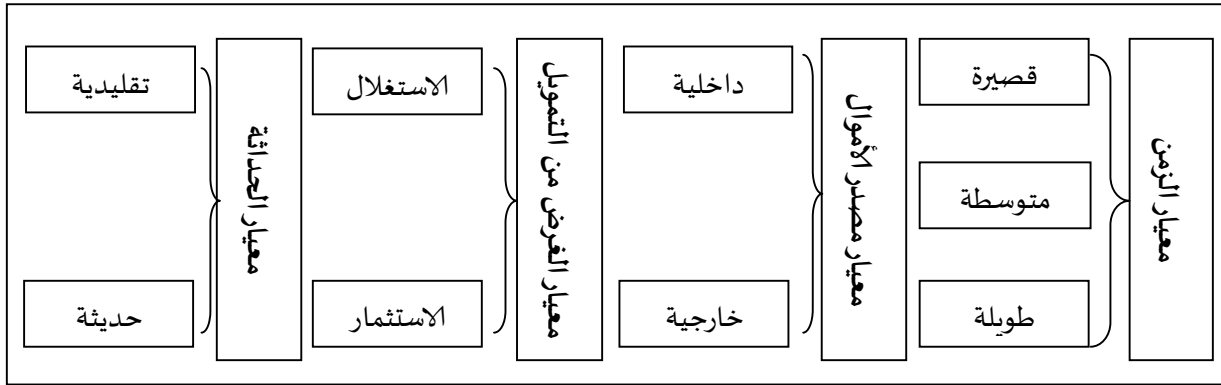 معيار الزمن
قصيرة
متوسطة
طويلة
معيار مصدر الأموال
داخلية
خارجية
معيار الغرض من التمويل
الاستغلال
الاستثمار
معيار الحداثة
تقليدية
حديثة